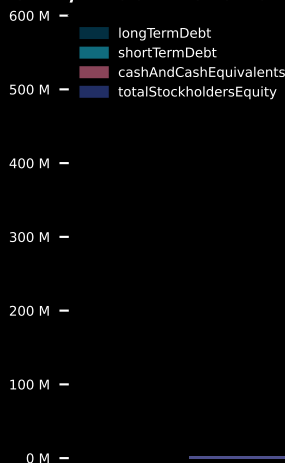 600 M
longTermDebt
shortTermDebt
cashAndCashEquivalents
500 M
totalStockholdersEquity
400 M
300 M
200 M
100 M
0 M